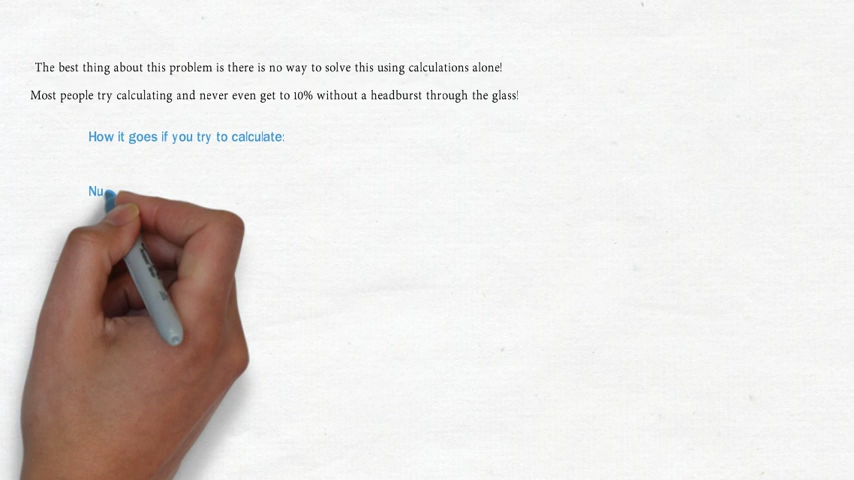 The best thing about this problem is there is no way to solve this using calculations alone!
Most people try calculating and never even get to 10% without a headburst through the glass!
How it goes if you try to calculate:
Nu